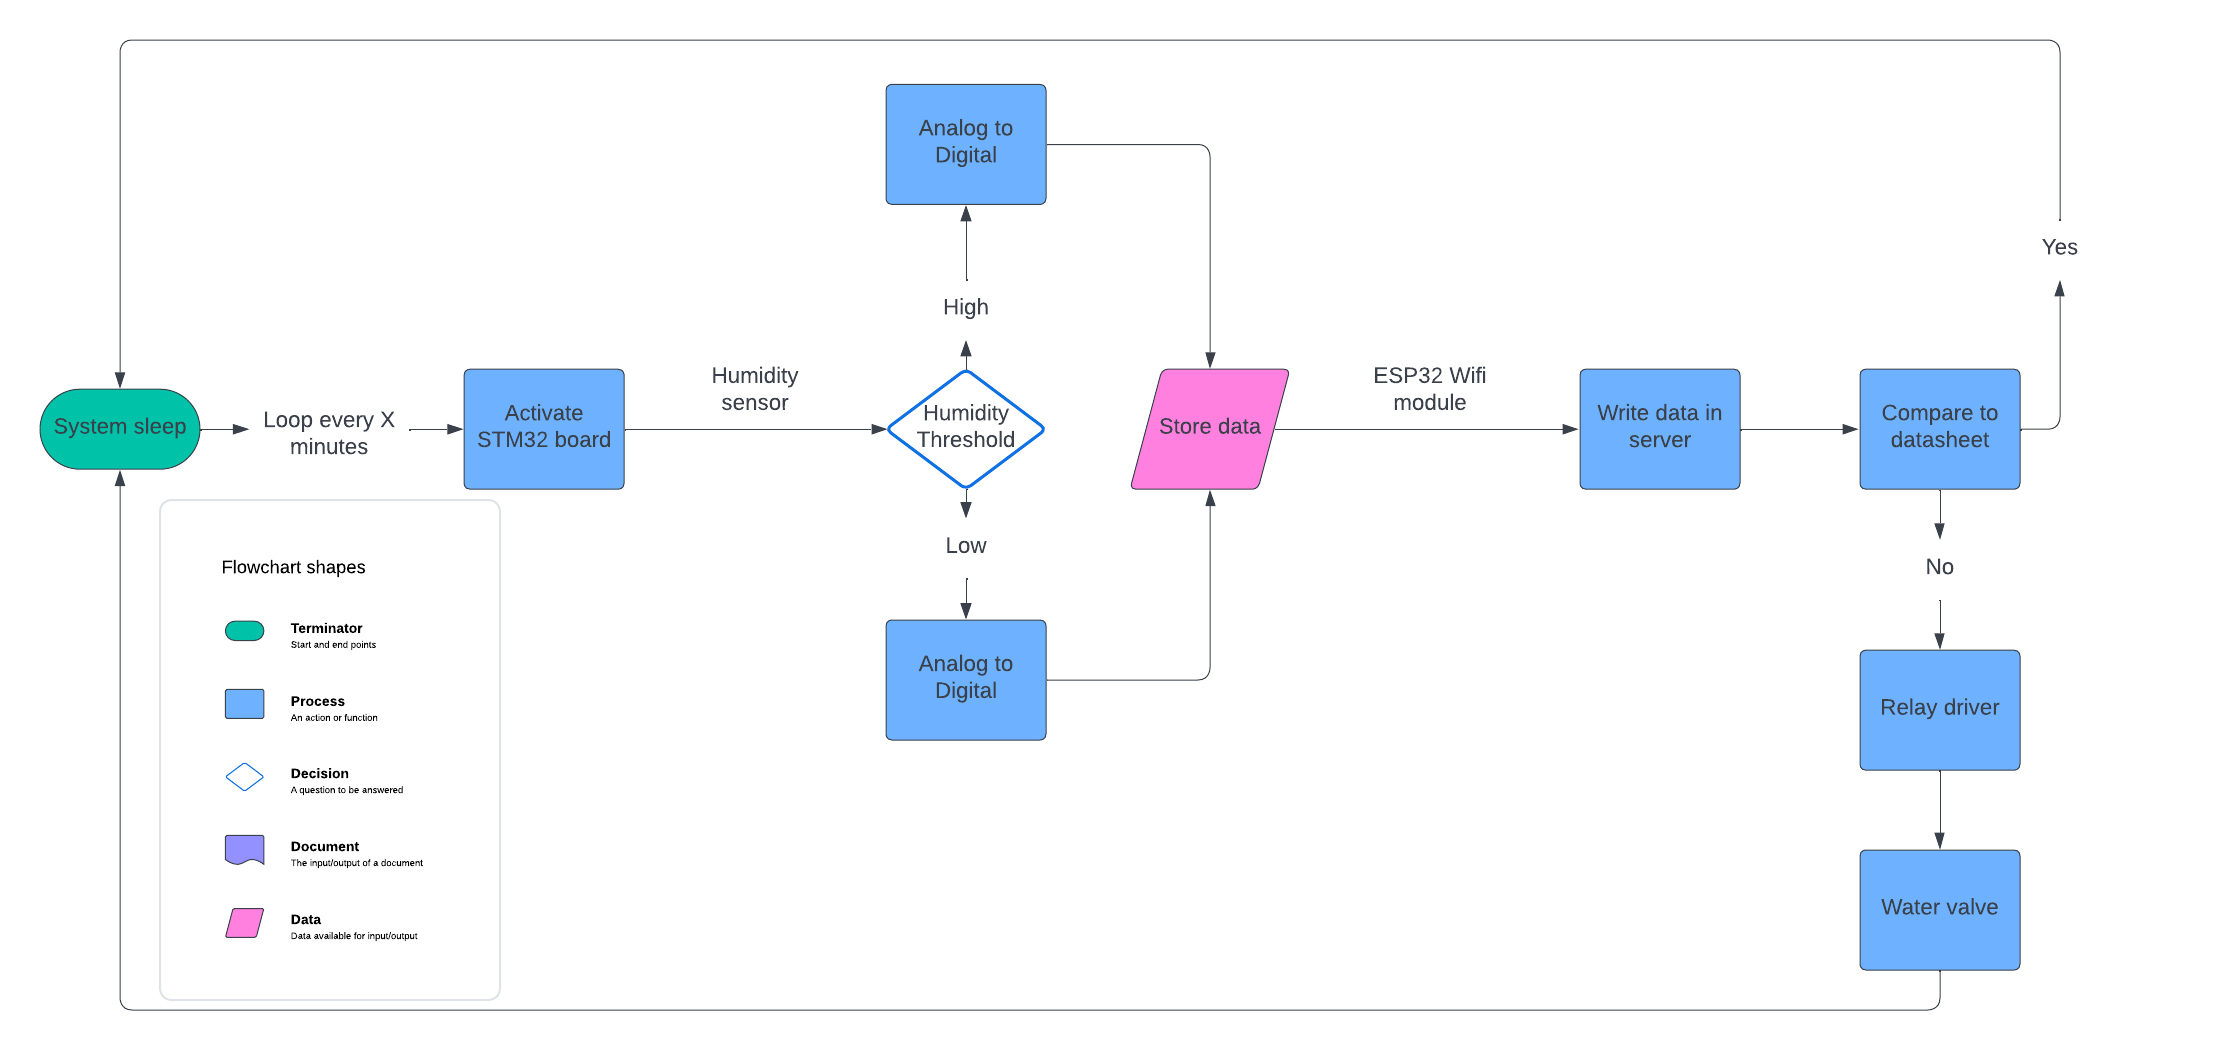 Analog to
Digital
Yes
High
System sleep
Loop every X
minutes
Activate
STM32 board
Humidity
sensor
Humidity
Threshold
Store data
ESP32 Wifi
module
Write data in
server
Compare to
datasheet
Low
No
Analog to
Digital
Relay driver
Water valve
Flowchart shapes
Terminator
Start and end points
Process
An action or function
Decision
A question to be answered
Document
The input/output of a document
Data
Data available for input/output